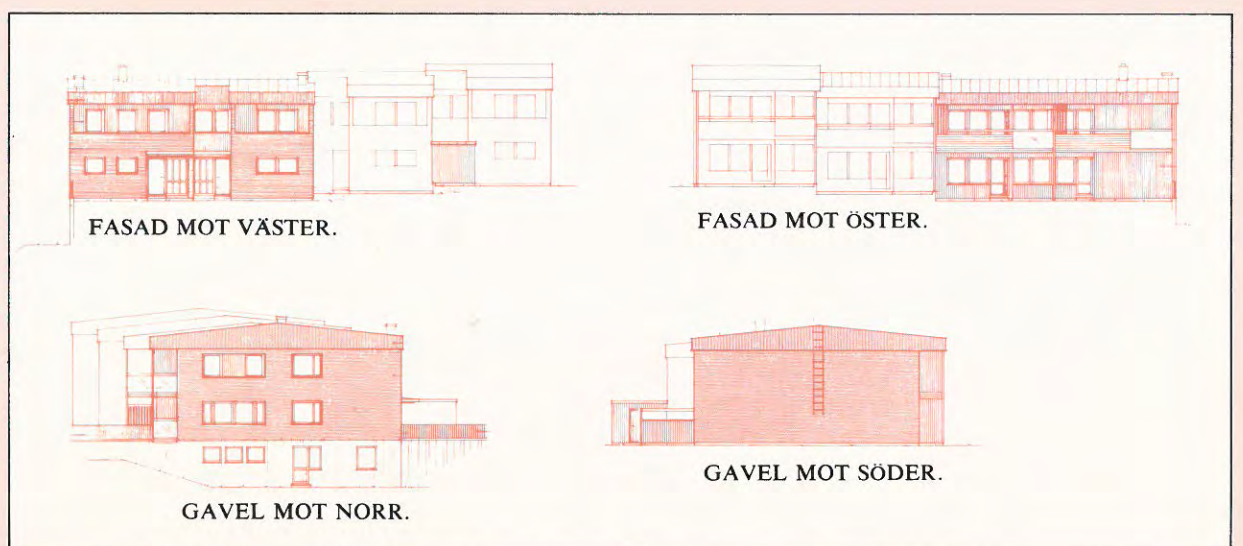 FASAD MOT VÄSTER.
FASAD MOT ÖSTER.
GAVEL MOT NORR.
GAVEL MOT SÖDER.